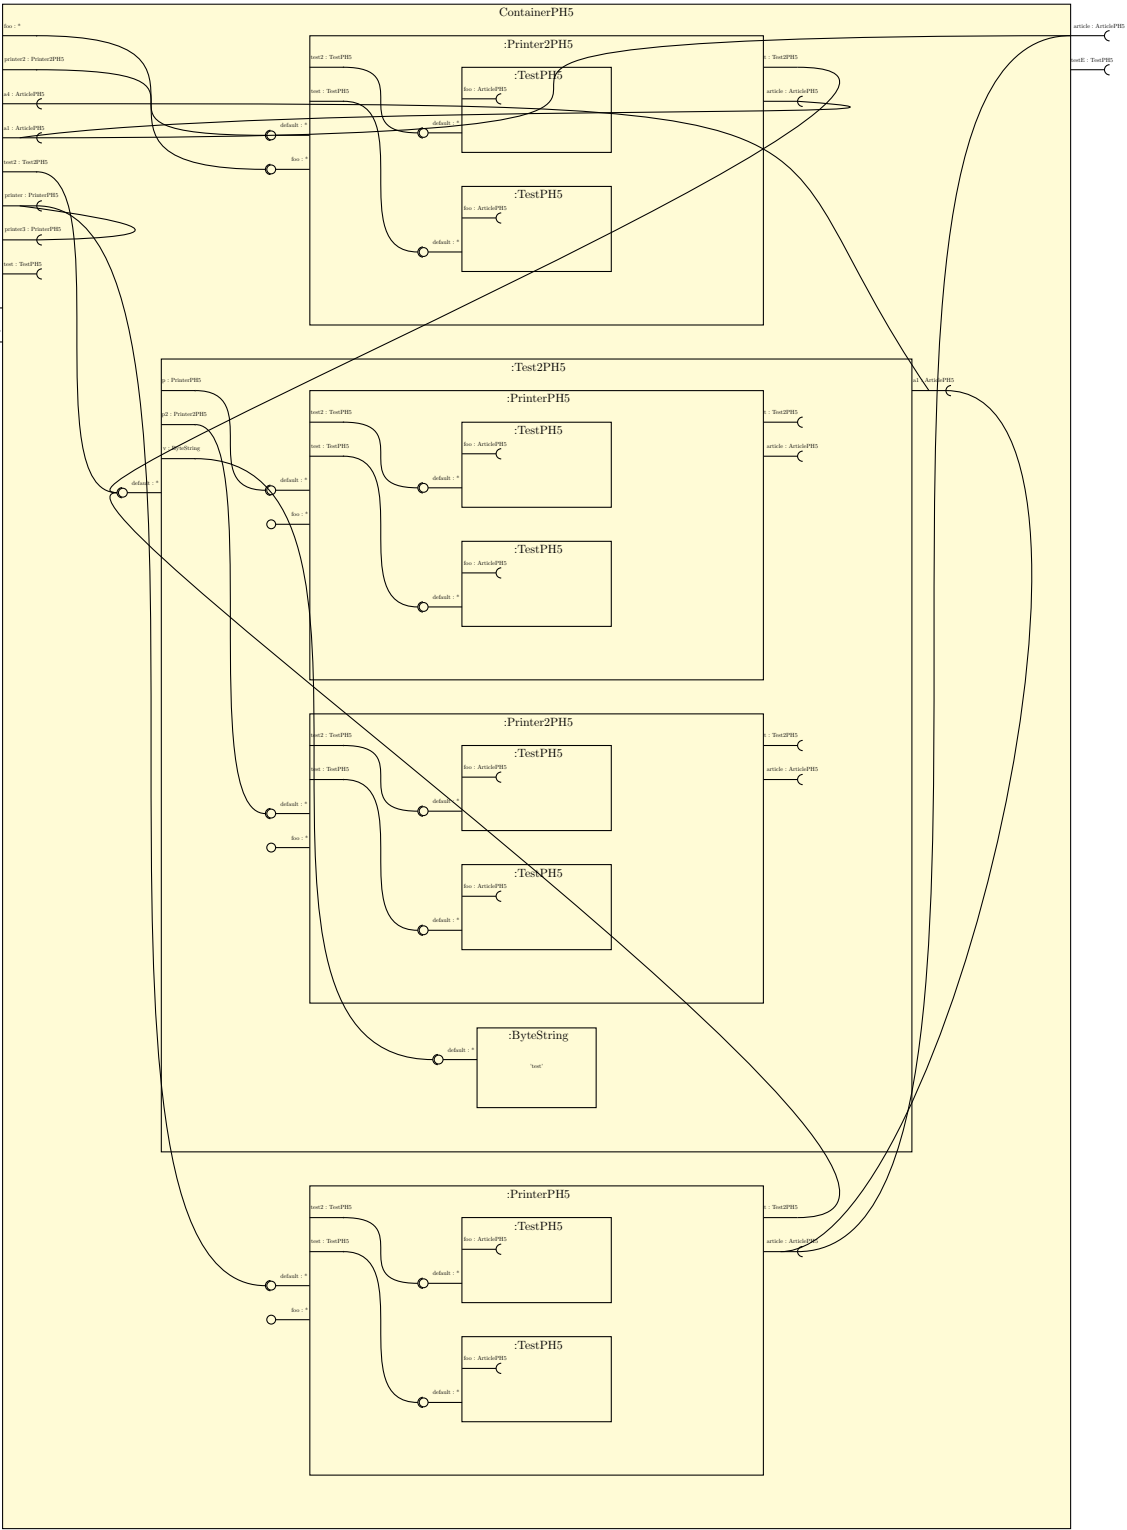 ContainerPH5
foo : *
printer2 : Printer2PH5
a4 : ArticlePH5
a1 : ArticlePH5
test2 : Test2PH5
printer : PrinterPH5
printer3 : PrinterPH5
test : TestPH5
article : ArticlePH5
testE : TestPH5
:Printer2PH5
test2 : TestPH5
test : TestPH5
default : *
foo : *
:TestPH5
foo : ArticlePH5
default : *
:TestPH5
foo : ArticlePH5
default : *
t : Test2PH5
article : ArticlePH5
:Test2PH5
p : PrinterPH5
p2 : Printer2PH5
v : ByteString
default : *
a1 : ArticlePH5
:PrinterPH5
test2 : TestPH5
test : TestPH5
default : *
foo : *
:TestPH5
foo : ArticlePH5
default : *
:TestPH5
foo : ArticlePH5
default : *
t : Test2PH5
article : ArticlePH5
:Printer2PH5
test2 : TestPH5
test : TestPH5
default : *
foo : *
:TestPH5
foo : ArticlePH5
default : *
:TestPH5
foo : ArticlePH5
default : *
t : Test2PH5
article : ArticlePH5
:ByteString
default : *
'test'
:PrinterPH5
test2 : TestPH5
test : TestPH5
default : *
foo : *
:TestPH5
foo : ArticlePH5
default : *
:TestPH5
foo : ArticlePH5
default : *
t : Test2PH5
article : ArticlePH5